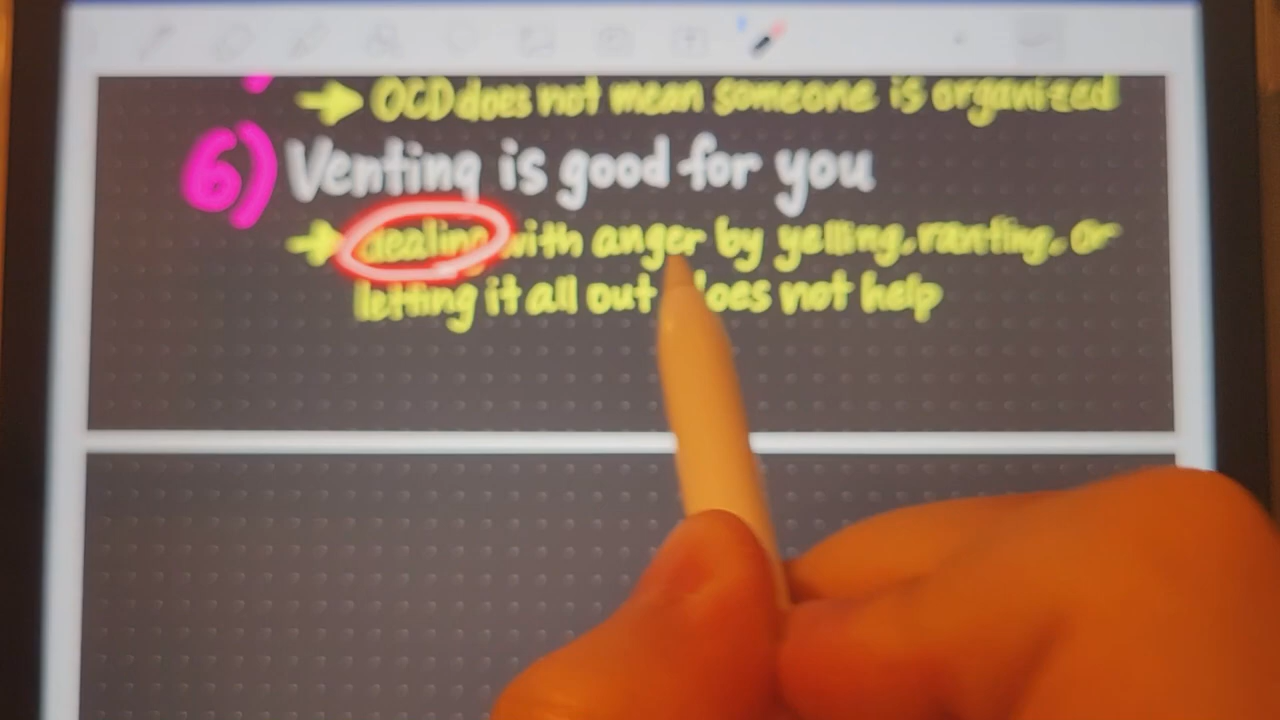 → OCD does not mean someone is organized
6) Venting is good for you
→ dealing with anger by yelling, ranting, or
letting it all out does not help